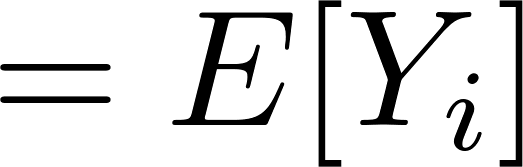 = E[Y_i]